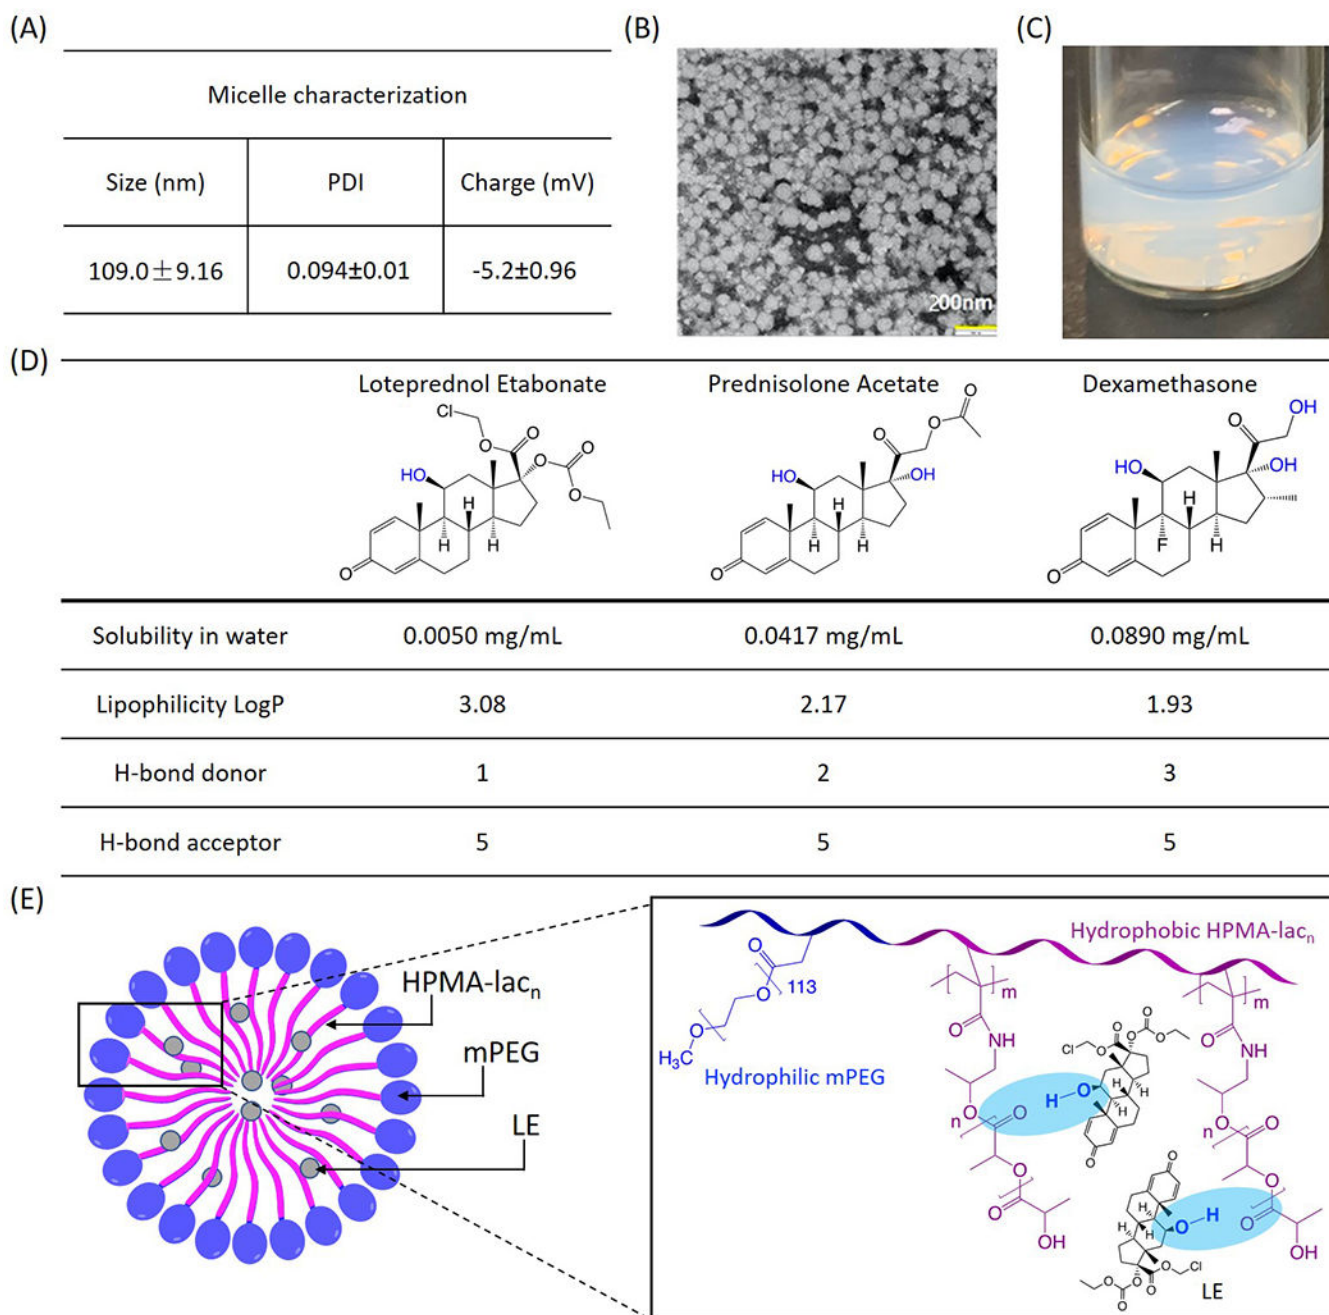 (A)
Micelle characterization
Size (nm) PDI Charge (mV)
109.0±9.16 0.094±0.01 -5.2±0.96
(B)
200nm
(C)
(D)
Loteprednol Etabonate Prednisolone Acetate Dexamethasone
Cl O O O O O HO H H H O
O O O HO OH H H H O
OH O HO OH F H H O
Solubility in water 0.0050 mg/mL 0.0417 mg/mL 0.0890 mg/mL
Lipophilicity LogP 3.08 2.17 1.93
H-bond donor 1 2 3
H-bond acceptor 5 5 5
(E)
HPMA-lacₙ
mPEG
LE
Hydrophobic HPMA-lacₙ
O O 113 O H₃C
Hydrophilic mPEG
m O NH O n O O O OH
m O NH O n O O O OH
Cl O O O O O H-O H H H O
O H H H O-H O O O O O Cl
LE